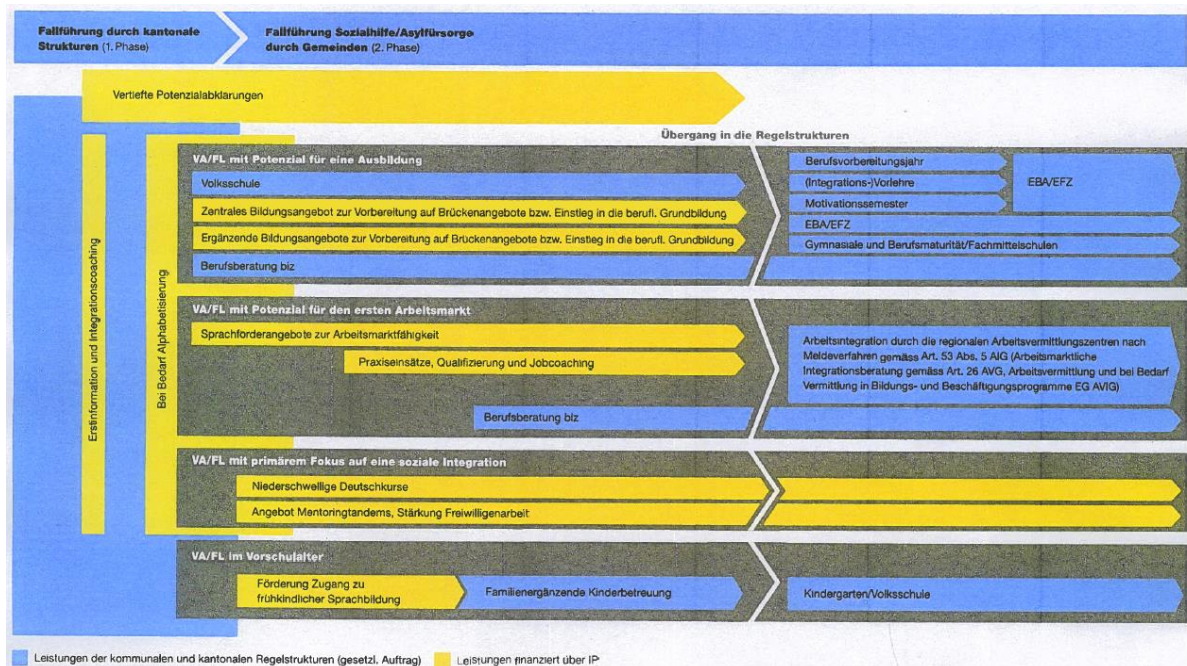 Fallführung durch kantonale
Strukturen (1. Phase)
Fallführung Sozialhilfe/Asylfürsorge
durch Gemeinden (2. Phase)
Vertiefte Potenzialabklärungen
Übergang in die Regelstrukturen
Erstinformation und Integrationscoaching
Bei Bedarf Alphabetisierung
VA/FL mit Potenzial für eine Ausbildung
Volksschule
Zentrales Bildungsangebot zur Vorbereitung auf Brückenangebote bzw. Einstieg in die berufl. Grundbildung
Ergänzende Bildungsangebote zur Vorbereitung auf Brückenangebote bzw. Einstieg in die berufl. Grundbildung
Berufsberatung biz
Berufsvorbereitungsjahr
(Integrations-)Vorlehre
Motivationssemester
EBA/EFZ
EBA/EFZ
Gymnasiale und Berufsmaturität/Fachmittelschulen
VA/FL mit Potenzial für den ersten Arbeitsmarkt
Sprachförderangebote zur Arbeitsmarktfähigkeit
Praxiseinsätze, Qualifizierung und Jobcoaching
Berufsberatung biz
Arbeitsintegration durch die regionalen Arbeitsvermittlungszentren nach
Meldeverfahren gemäss Art. 53 Abs. 5 AIG (Arbeitsmarktliche
Integrationsberatung gemäss Art. 26 AVG, Arbeitsvermittlung und bei Bedarf
Vermittlung in Bildungs- und Beschäftigungsprogramme EG AVIG)
VA/FL mit primärem Fokus auf eine soziale Integration
Niederschwellige Deutschkurse
Angebot Mentoringtandems, Stärkung Freiwilligenarbeit
VA/FL im Vorschulalter
Förderung Zugang zu
frühkindlicher Sprachbildung
Familienergänzende Kinderbetreuung
Kindergarten/Volksschule
Leistungen der kommunalen und kantonalen Regelstrukturen (gesetzl. Auftrag)
Leistungen finanziert über IP